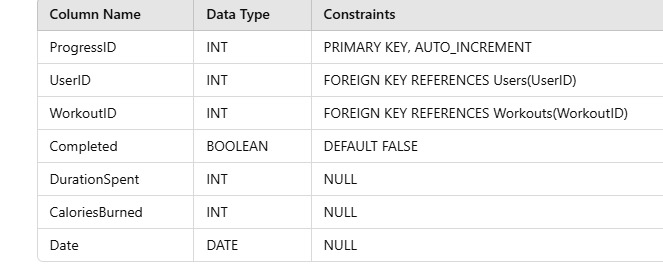 Column Name Data Type Constraints
ProgressID INT PRIMARY KEY, AUTO_INCREMENT
UserID INT FOREIGN KEY REFERENCES Users(UserID)
WorkoutID INT FOREIGN KEY REFERENCES Workouts(WorkoutID)
Completed BOOLEAN DEFAULT FALSE
DurationSpent INT NULL
CaloriesBurned INT NULL
Date DATE NULL